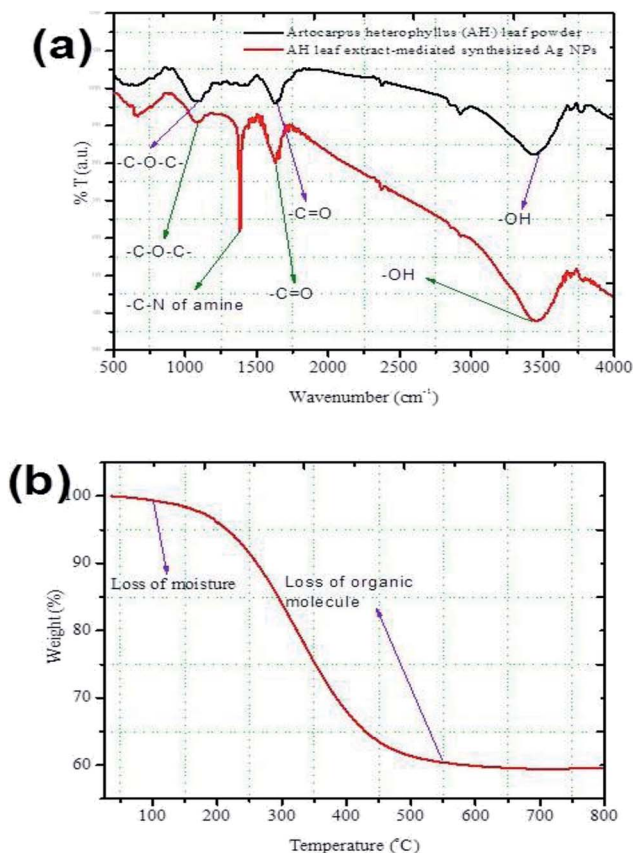 (a)
Artocarpus heterophyllus (AH) leaf powder
AH leaf extract-mediated synthesized Ag NPs
% T (a.u.)
-C-O-C-
-C=O
-OH
-C-O-C-
-C=O
-OH
-C-N of amine
500 1000 1500 2000 2500 3000 3500 4000
Wavenumber (cm⁻¹)
(b)
100
90
80
70
60
Weight (%)
Loss of moisture
Loss of organic
molecule
100 200 300 400 500 600 700 800
Temperature (°C)